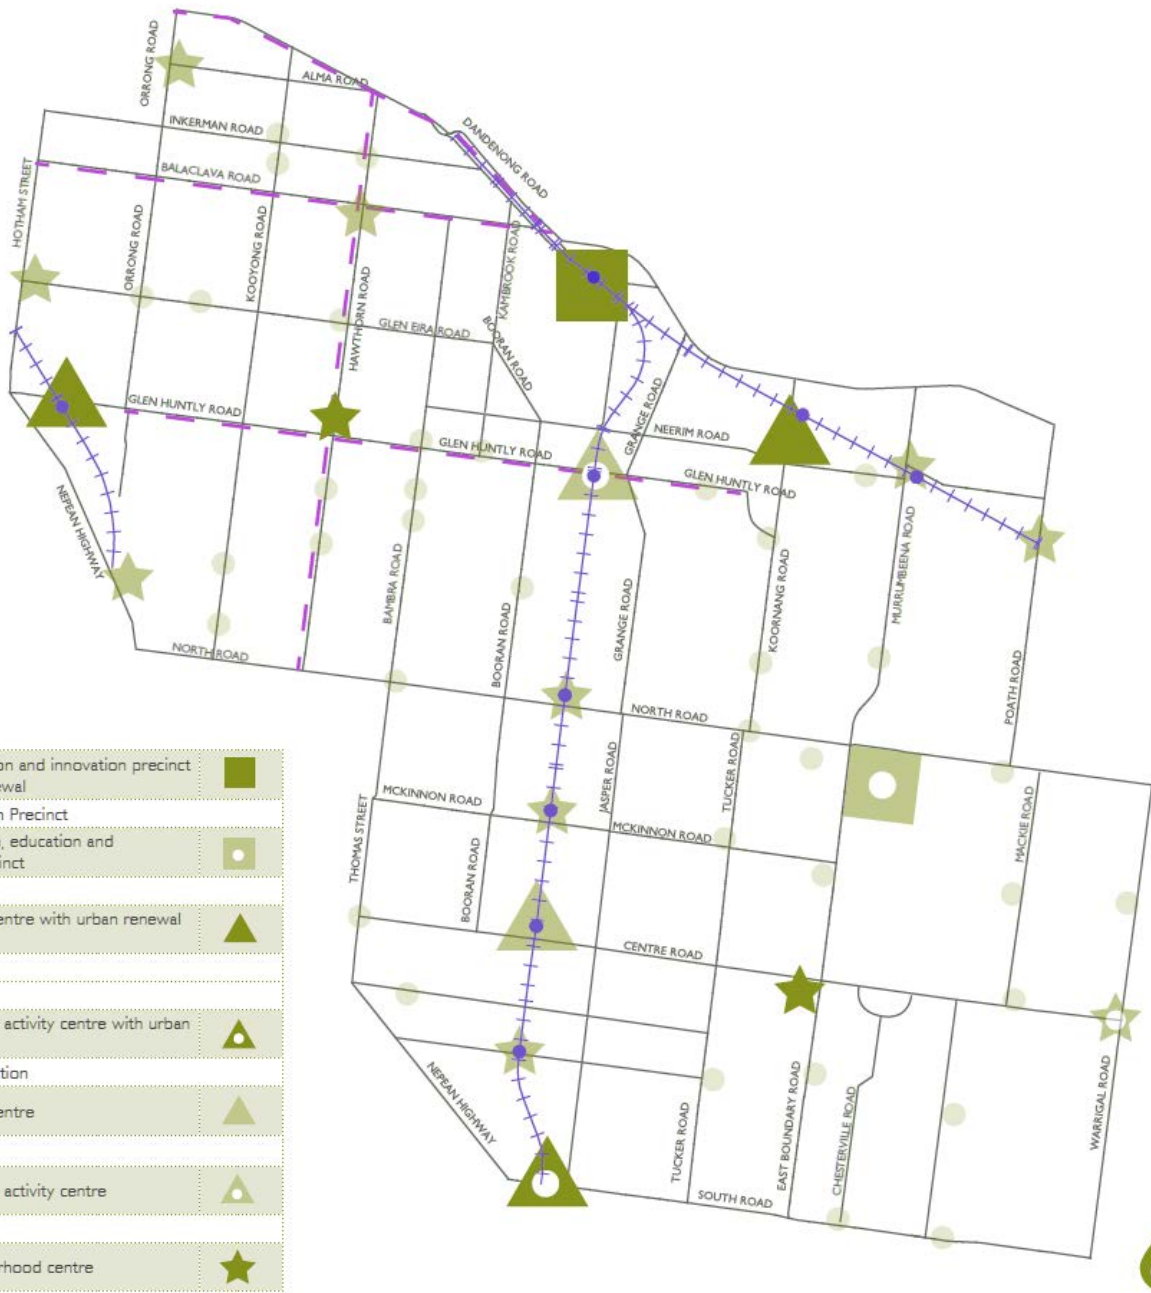 ORRONG ROAD
ALMA ROAD
INKERMAN ROAD
DANDENONG ROAD
BALACLAVA ROAD
HOTHAM STREET
ORRONG ROAD
KOOYONG ROAD
HAWTHORN ROAD
KAMBROOK ROAD
GLEN EIRA ROAD
BOORAN ROAD
GLEN HUNTLY ROAD
GRANGE ROAD
NEERIM ROAD
GLEN HUNTLY ROAD
GLEN HUNTLY ROAD
NEPEAN HIGHWAY
BAMBRA ROAD
BOORAN ROAD
GRANGE ROAD
KOORNANG ROAD
MURRUMBEENA ROAD
POATH ROAD
NORTH ROAD
NORTH ROAD
JASPER ROAD
TUCKER ROAD
MCKINNON ROAD
MCKINNON ROAD
THOMAS STREET
BOORAN ROAD
MACKIE ROAD
CENTRE ROAD
NEPEAN HIGHWAY
TUCKER ROAD
EAST BOUNDARY ROAD
CHESTERVILLE ROAD
WARRIGAL ROAD
SOUTH ROAD
on and innovation precinct
ewal
n Precinct
, education and
inct
entre with urban renewal
activity centre with urban
tion
entre
activity centre
rhood centre